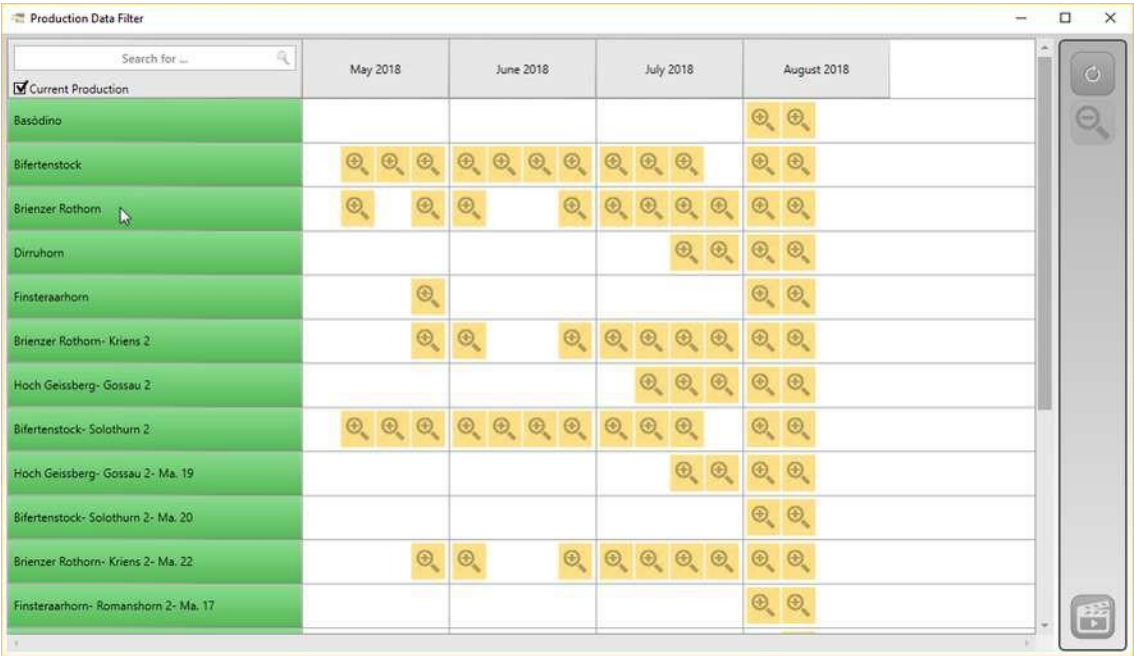 Production Data Filter
Search for ...
Current Production
May 2018
June 2018
July 2018
August 2018
Basòdino
Bifertenstock
Brienzer Rothorn
Dirruhorn
Finsteraarhorn
Brienzer Rothorn- Kriens 2
Hoch Geissberg- Gossau 2
Bifertenstock- Solothurn 2
Hoch Geissberg- Gossau 2- Ma. 19
Bifertenstock- Solothurn 2- Ma. 20
Brienzer Rothorn- Kriens 2- Ma. 22
Finsteraarhorn- Romanshorn 2- Ma. 17